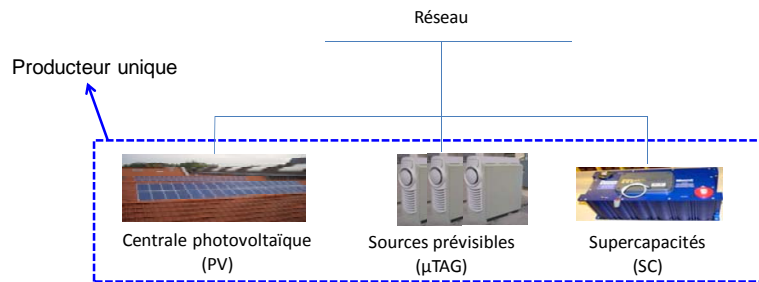 Réseau
Producteur unique
Centrale photovoltaïque
(PV)
Sources prévisibles
(μTAG)
Supercapacités
(SC)